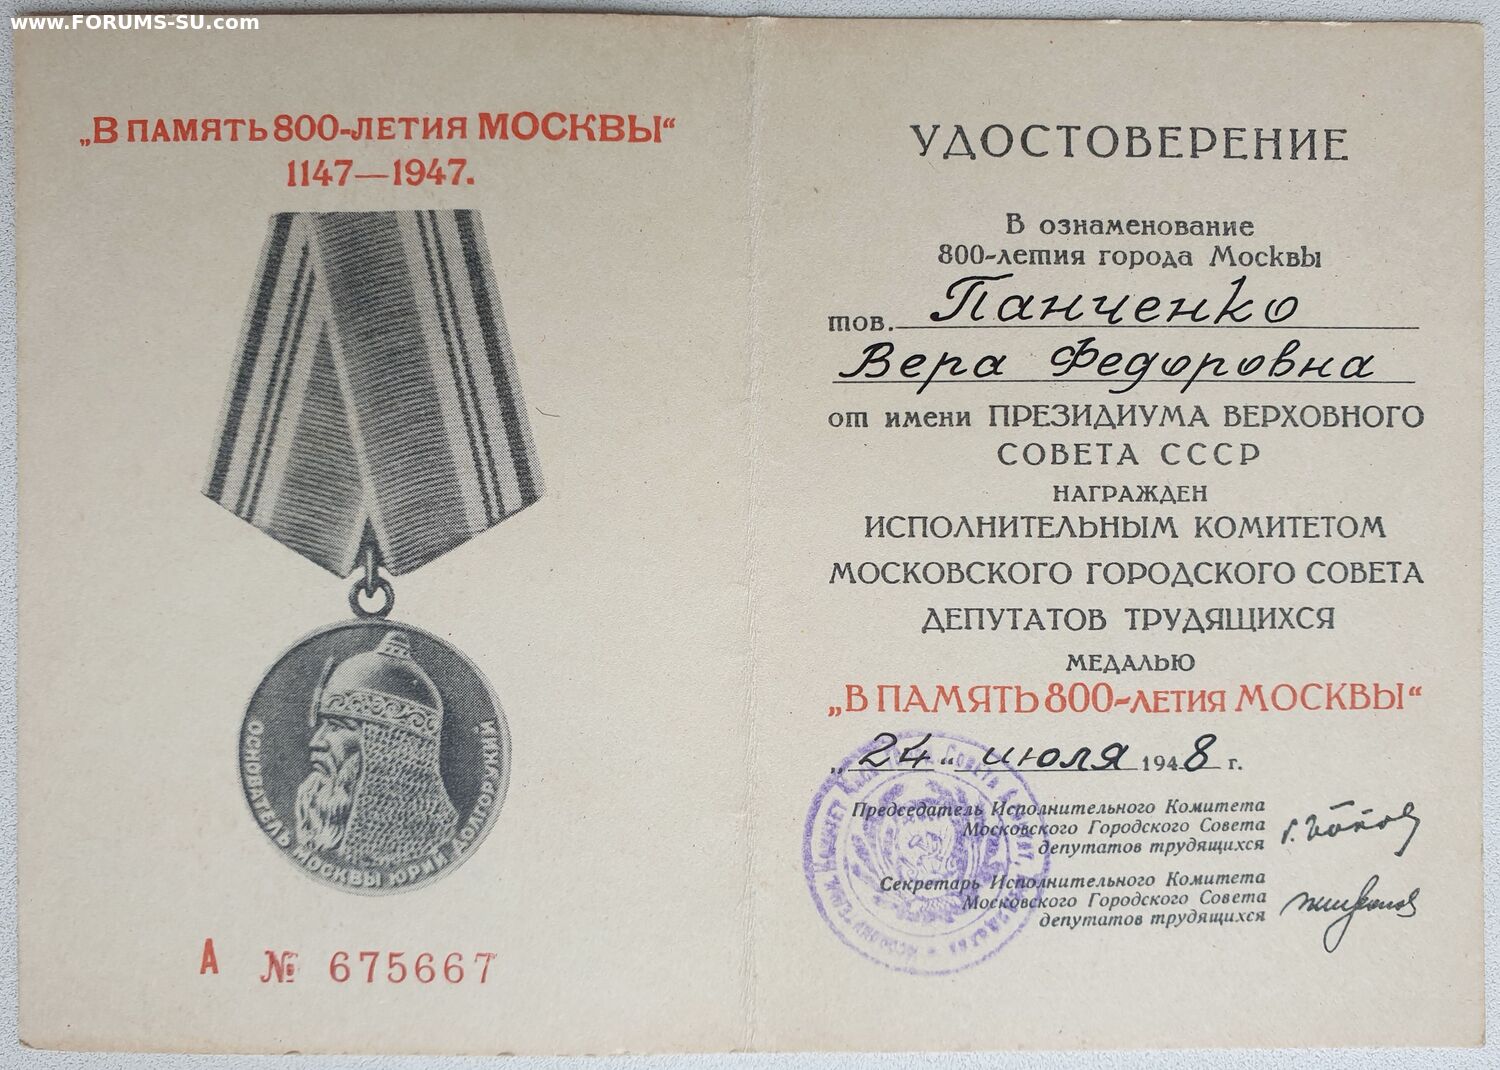 www.FORUMS-SU.com
„В ПАМЯТЬ 800-ЛЕТИЯ МОСКВЫ“
1147—1947.
ОСНОВАТЕЛЬ МОСКВЫ ЮРИЙ ДОЛГОРУКИЙ
А № 675667
УДОСТОВЕРЕНИЕ
В ознаменование
800-летия города Москвы
тов. Панченко
Вера Федоровна
от имени ПРЕЗИДИУМА ВЕРХОВНОГО
СОВЕТА СССР
НАГРАЖДЕН
ИСПОЛНИТЕЛЬНЫМ КОМИТЕТОМ
МОСКОВСКОГО ГОРОДСКОГО СОВЕТА
ДЕПУТАТОВ ТРУДЯЩИХСЯ
МЕДАЛЬЮ
„В ПАМЯТЬ 800-ЛЕТИЯ МОСКВЫ“
„24“ июля 1948 г.
Председатель Исполнительного Комитета
Московского Городского Совета
депутатов трудящихся
Г. Попов
Секретарь Исполнительного Комитета
Московского Городского Совета
депутатов трудящихся